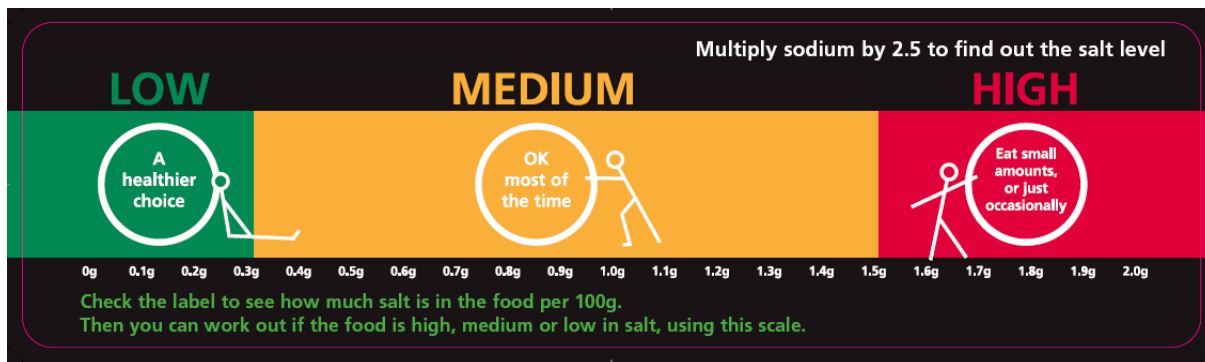 Multiply sodium by 2.5 to find out the salt level
LOW
MEDIUM
HIGH
A
healthier
choice
OK
most of
the time
Eat small
amounts,
or just
occasionally
0g 0.1g 0.2g 0.3g 0.4g 0.5g 0.6g 0.7g 0.8g 0.9g 1.0g 1.1g 1.2g 1.3g 1.4g 1.5g 1.6g 1.7g 1.8g 1.9g 2.0g
Check the label to see how much salt is in the food per 100g.
Then you can work out if the food is high, medium or low in salt, using this scale.